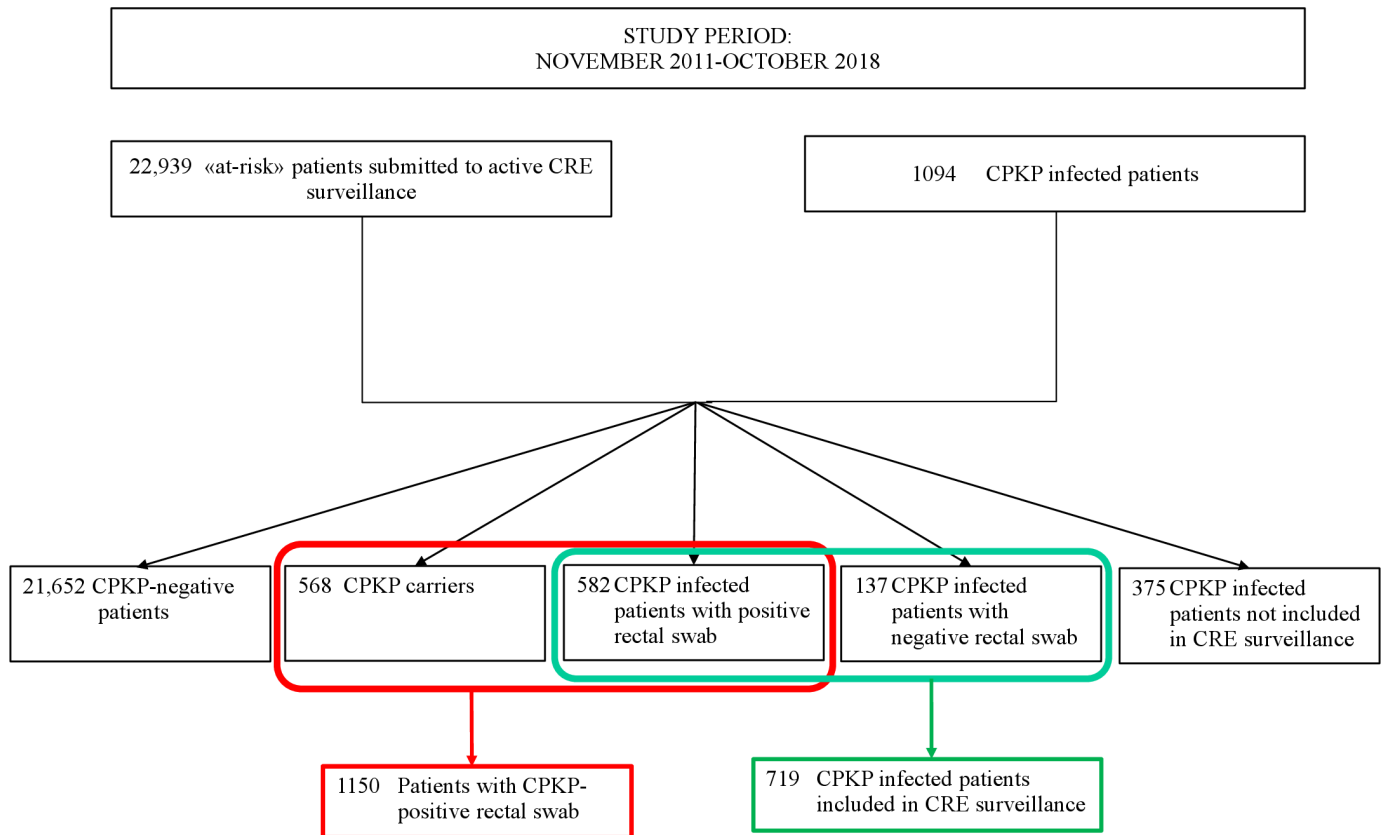 STUDY PERIOD:
NOVEMBER 2011-OCTOBER 2018
22,939 «at-risk» patients submitted to active CRE
surveillance
1094 CPKP infected patients
21,652 CPKP-negative
patients
568 CPKP carriers
582 CPKP infected
patients with positive
rectal swab
137 CPKP infected
patients with
negative rectal swab
375 CPKP infected
patients not included
in CRE surveillance
1150 Patients with CPKP-
positive rectal swab
719 CPKP infected patients
included in CRE surveillance